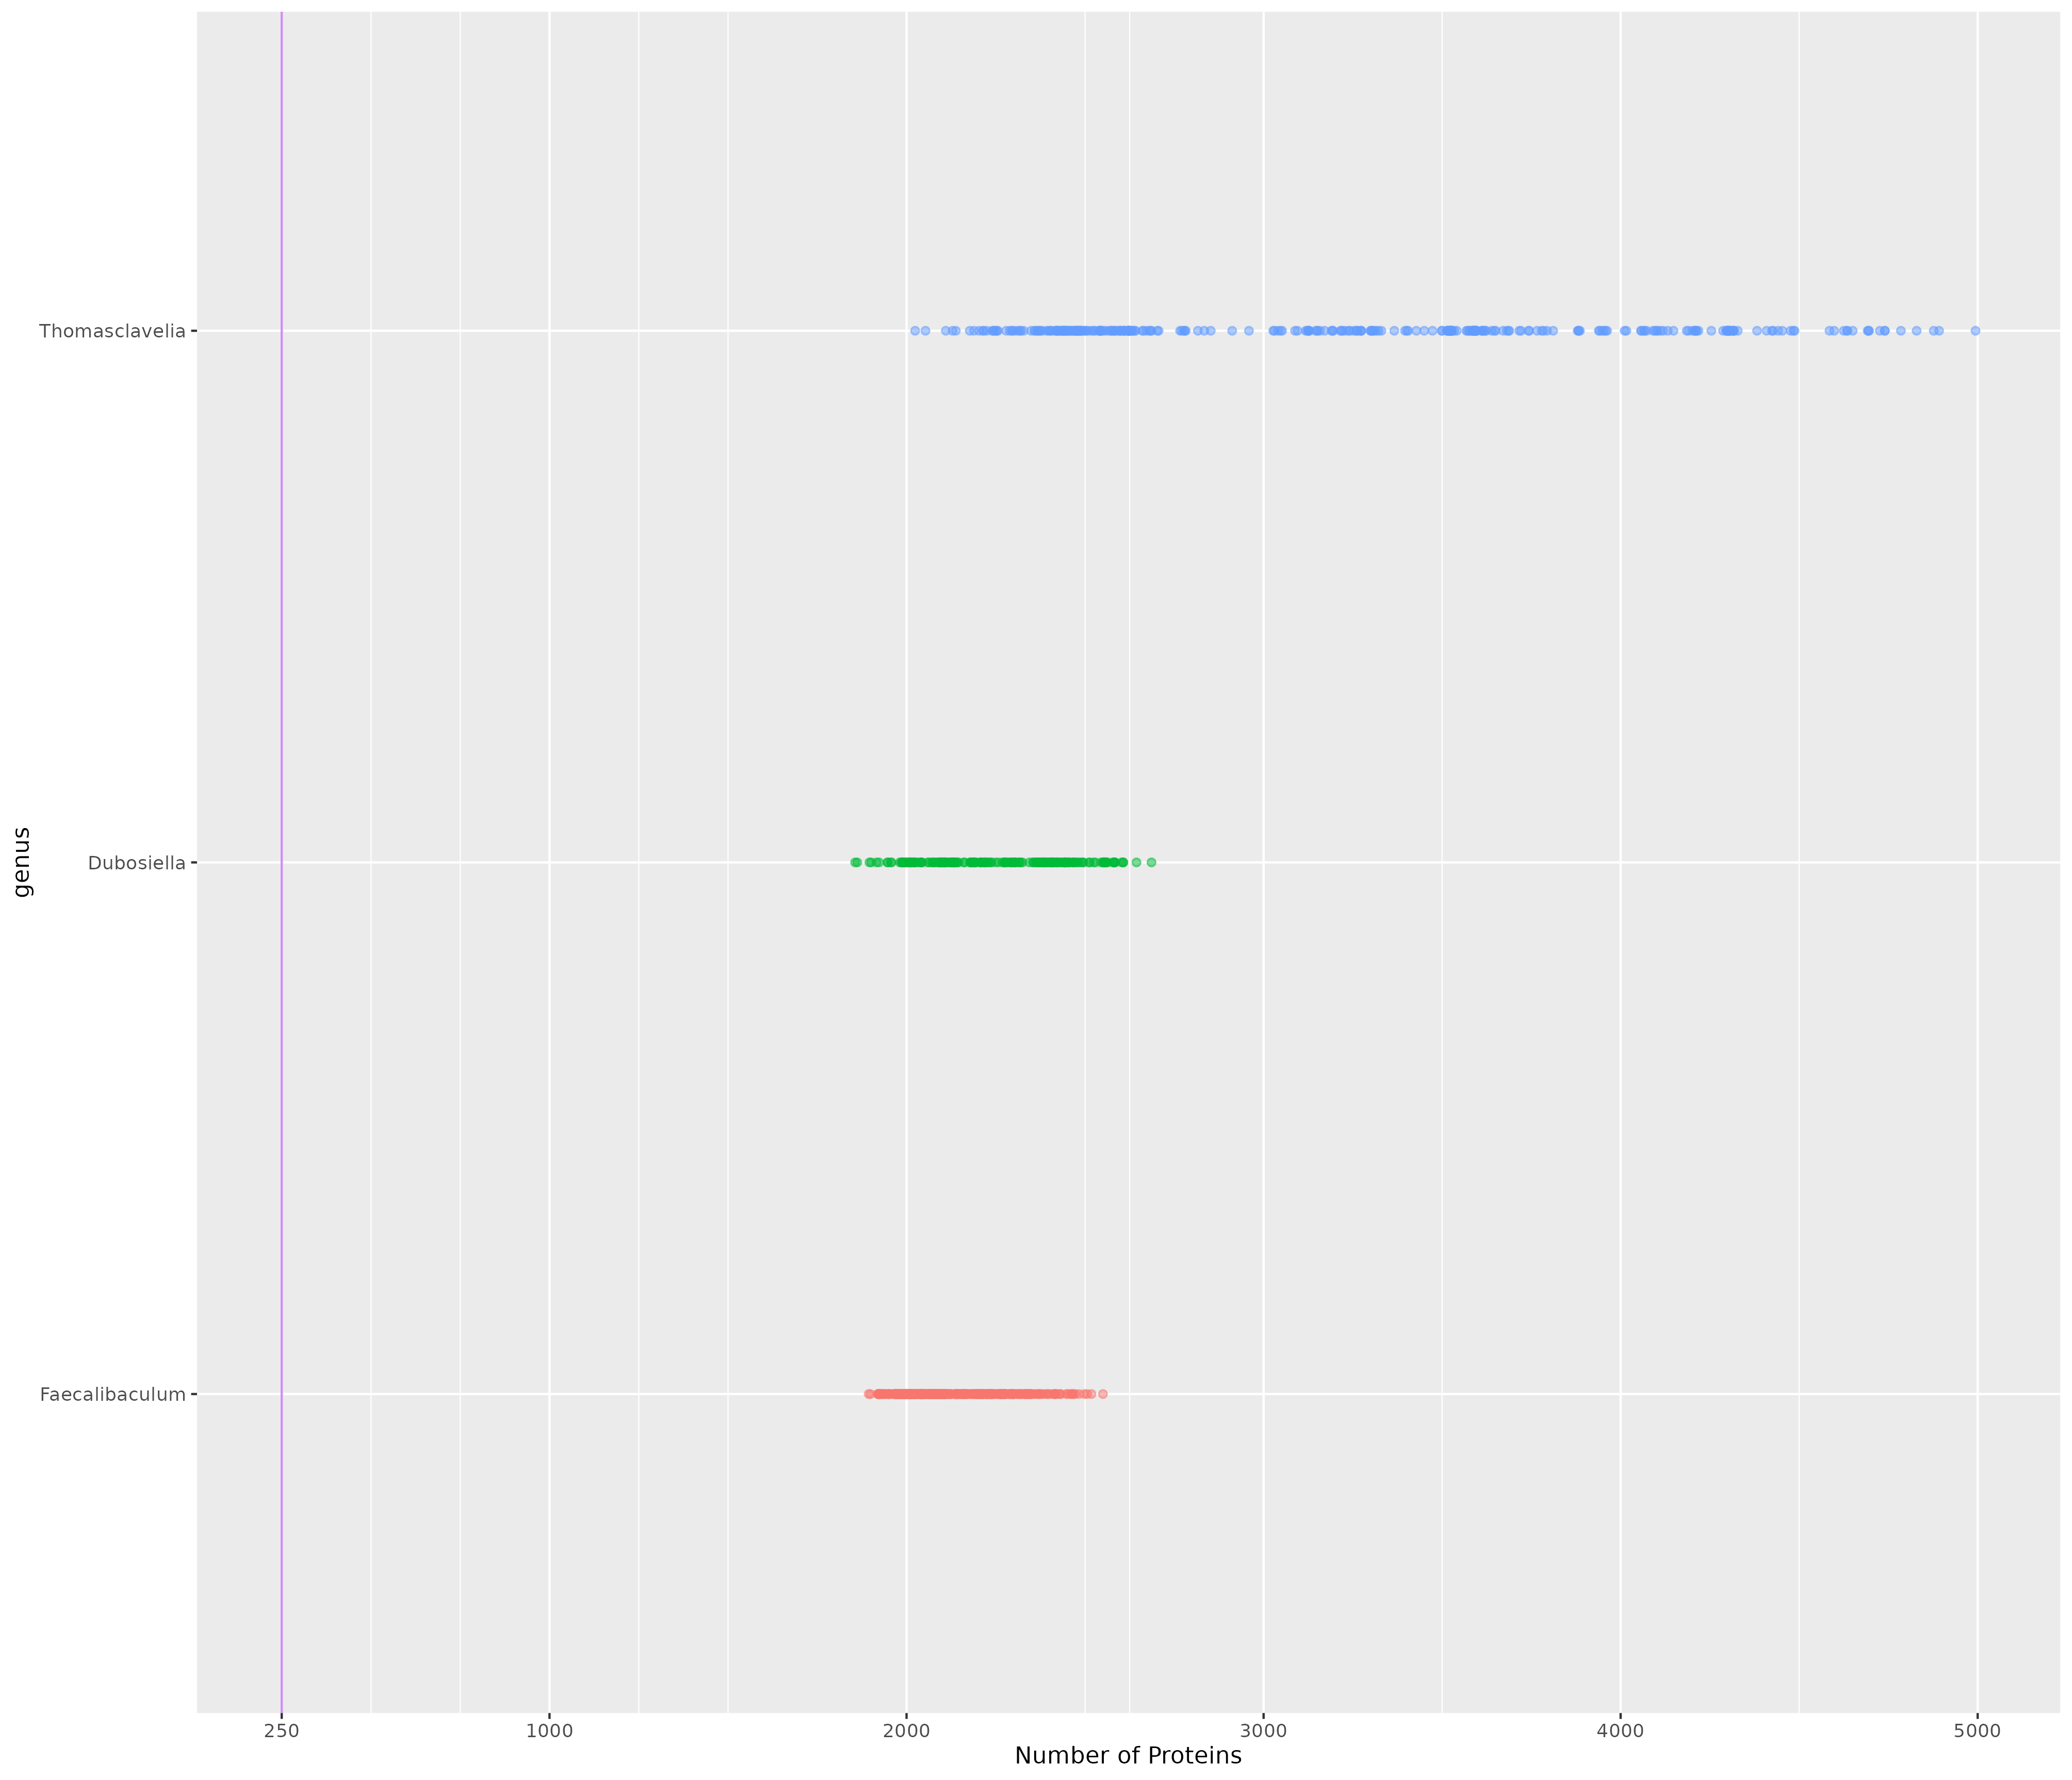 Thomasclavelia
Dubosiella
Faecalibaculum
genus
250 1000 2000 3000 4000 5000
Number of Proteins